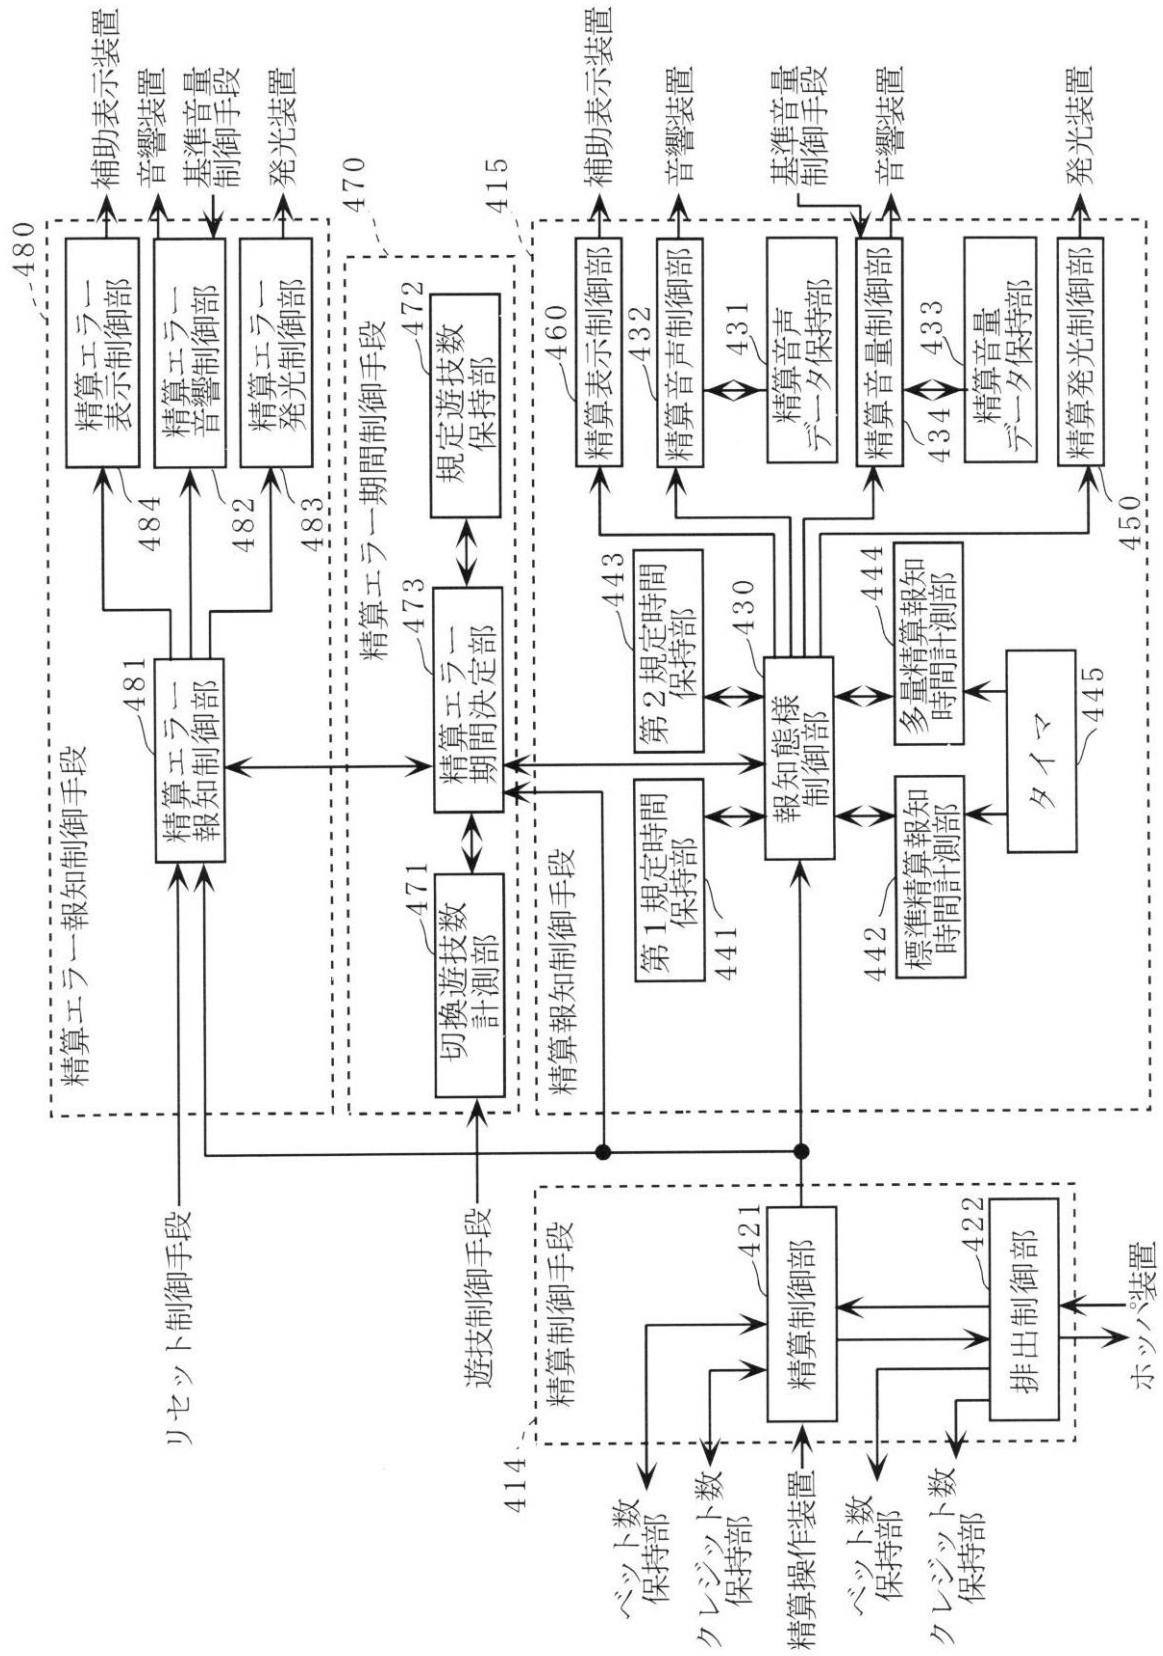 480
精算エラー報知制御手段
リセット制御手段
481
精算エラー
報知制御部
484
精算エラー
表示制御部
補助表示装置
482
精算エラー
音響制御部
音響装置
基準音量
制御手段
483
精算エラー
発光制御部
発光装置
470
精算エラー期間制御手段
遊技制御手段
471
切換遊技数
計測部
473
精算エラー
期間決定部
472
規定遊技数
保持部
415
精算報知制御手段
441
第1規定時間
保持部
443
第2規定時間
保持部
430
報知態様
制御部
442
標準精算報知
時間計測部
444
多量精算報知
時間計測部
タイマ
445
460
精算表示制御部
補助表示装置
432
精算音声制御部
音響装置
431
精算音声
データ保持部
基準音量
制御手段
精算音量制御部
音響装置
434
433
精算音量
データ保持部
精算発光制御部
発光装置
450
414
精算制御手段
ベット数
保持部
クレジット数
保持部
精算操作装置
421
精算制御部
422
排出制御部
ベット数
保持部
クレジット数
保持部
ホッパ装置